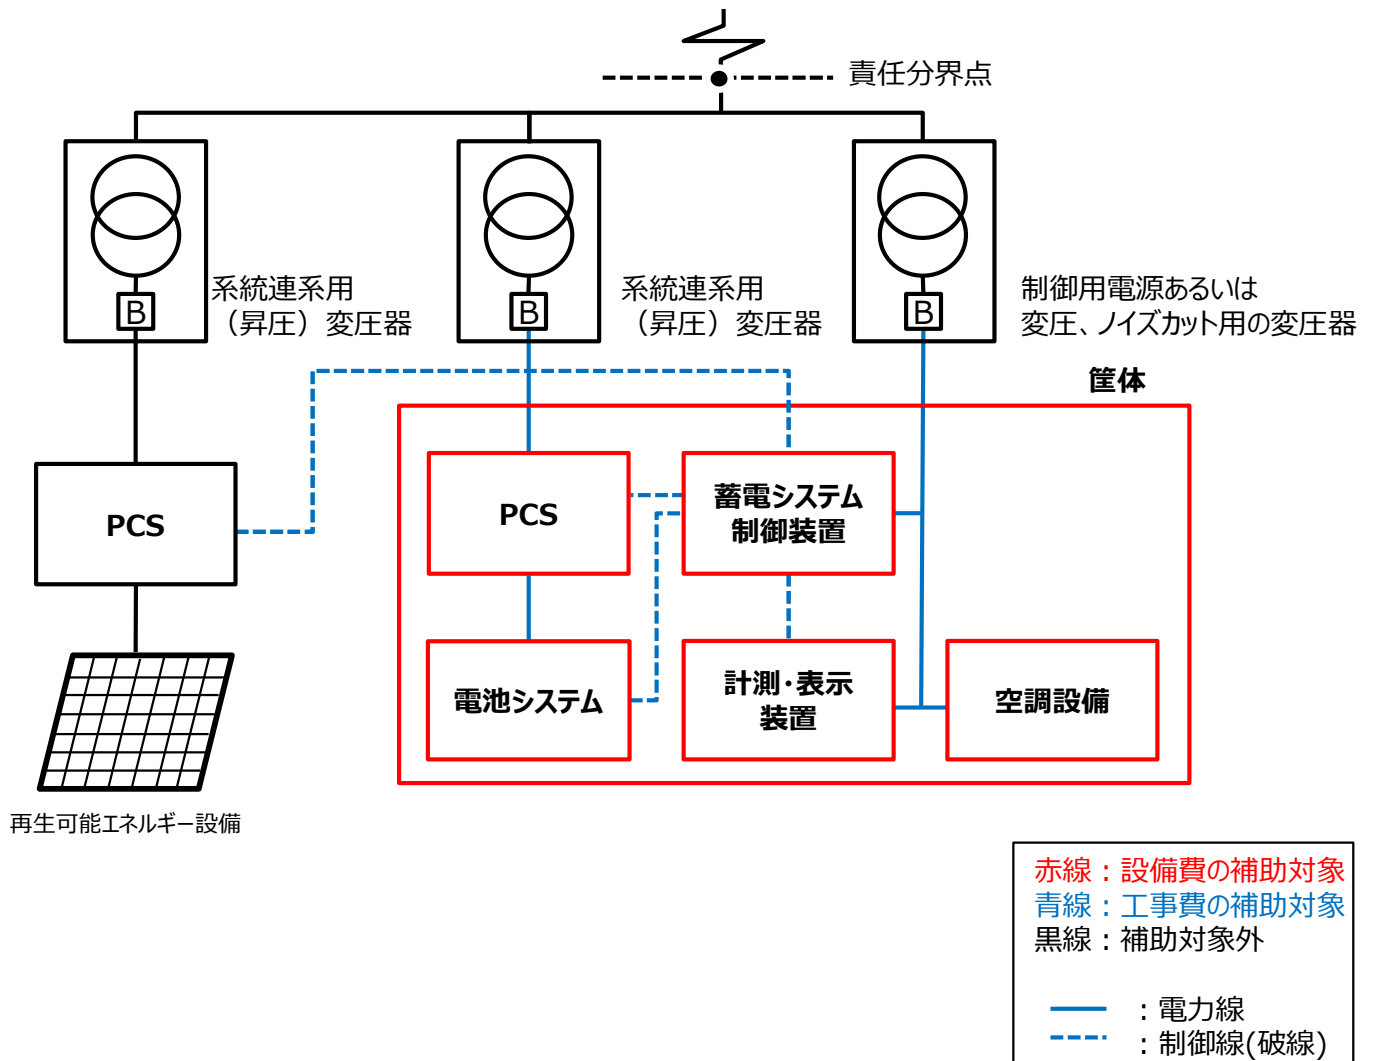 責任分界点
B
系統連系用
（昇圧）変圧器
B
系統連系用
（昇圧）変圧器
B
制御用電源あるいは
変圧、ノイズカット用の変圧器
筐体
PCS
PCS
蓄電システム
制御装置
電池システム
計測・表示
装置
空調設備
再生可能エネルギー設備
赤線：設備費の補助対象
青線：工事費の補助対象
黒線：補助対象外
：電力線
：制御線(破線)